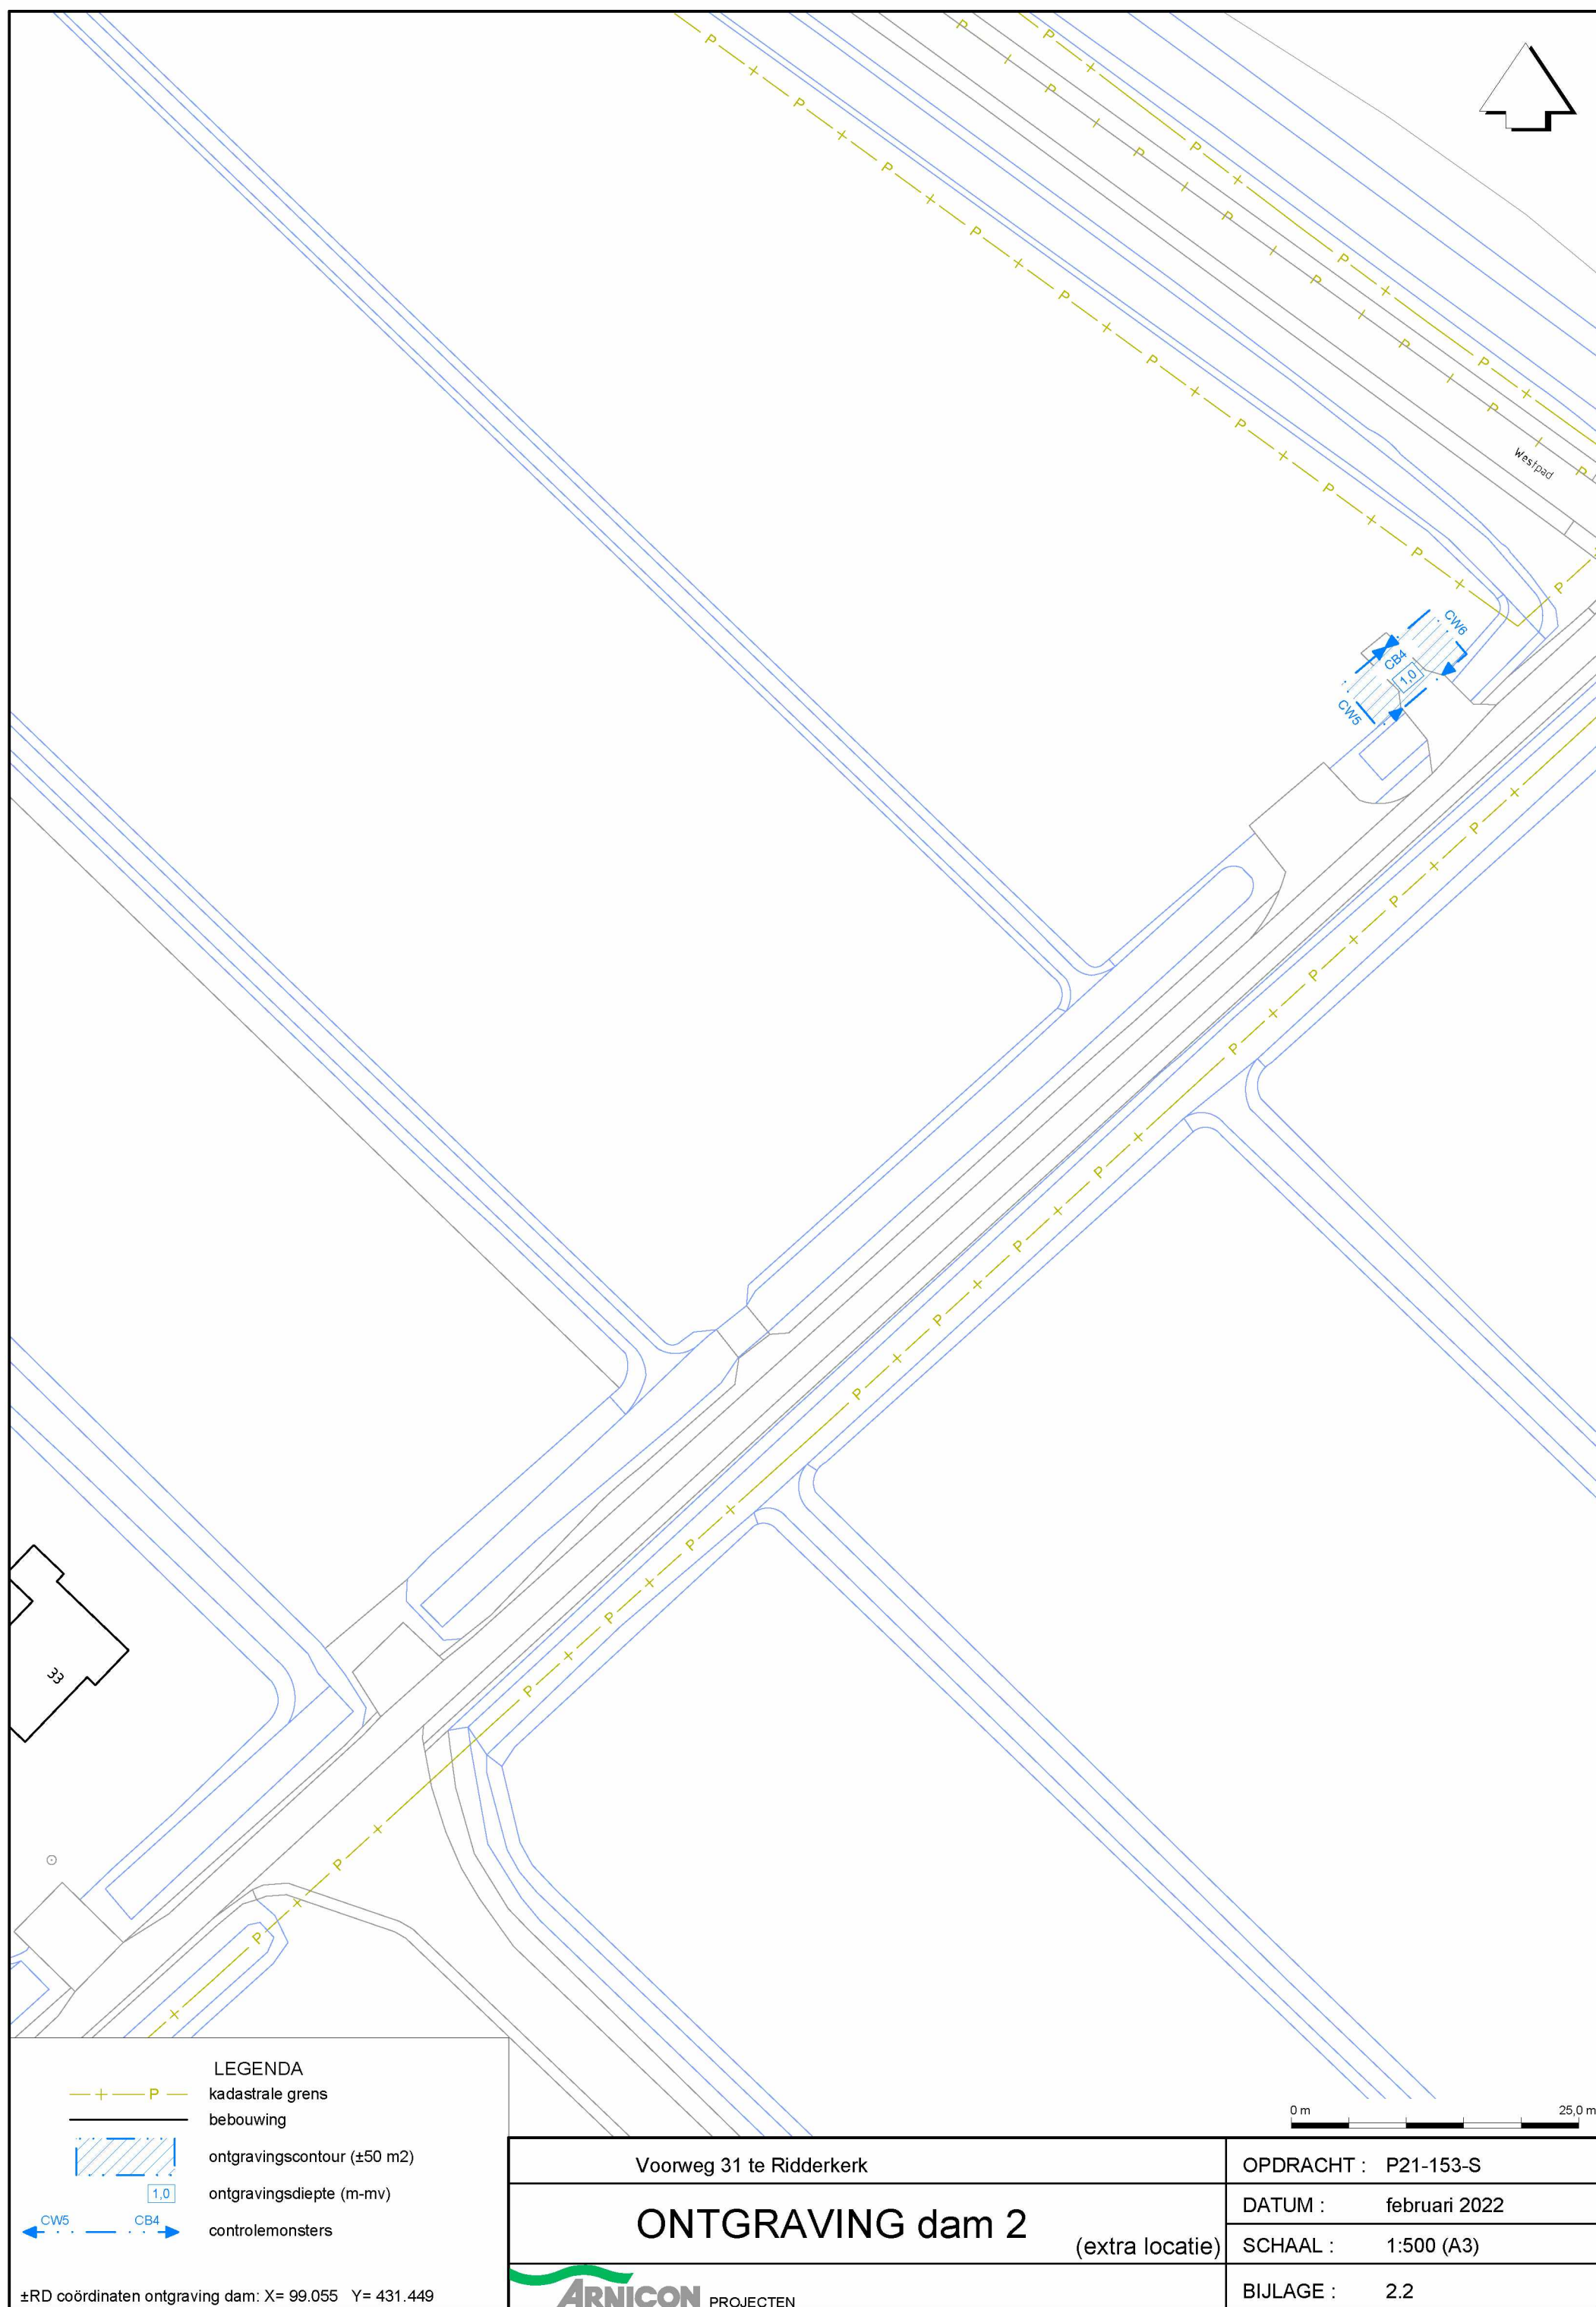 Westpad
CW6
CB4
1,0
CW5
33
LEGENDA
P kadastrale grens
bebouwing
ontgravingscontour (±50 m2)
1,0 ontgravingsdiepte (m-mv)
CW5 CB4 controlemonsters
±RD coördinaten ontgraving dam: X= 99.055 Y= 431.449
0 m 25,0 m
Voorweg 31 te Ridderkerk
ONTGRAVING dam 2
(extra locatie)
ARNICON PROJECTEN
OPDRACHT : P21-153-S
DATUM : februari 2022
SCHAAL : 1:500 (A3)
BIJLAGE : 2.2